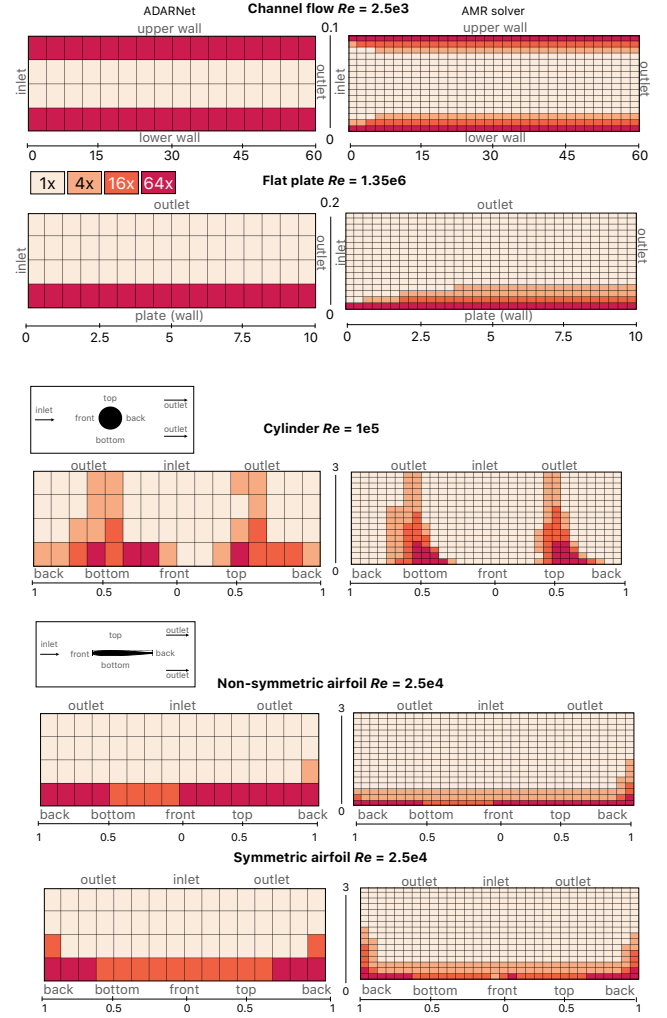 Channel flow Re = 2.5e3
ADARNet
AMR solver
upper wall
upper wall
inlet
outlet
0.1
0
inlet
outlet
lower wall
lower wall
0 15 30 45 60
0 15 30 45 60
1x 4x 16x 64x
Flat plate Re = 1.35e6
outlet
outlet
inlet
outlet
0.2
0
inlet
outlet
plate (wall)
plate (wall)
0 2.5 5 7.5 10
0 2.5 5 7.5 10
top
inlet
outlet
front
back
outlet
bottom
Cylinder Re = 1e5
outlet inlet outlet
3
0
outlet inlet outlet
back bottom front top back
back bottom front top back
1 0.5 0 0.5 1
1 0.5 0 0.5 1
top
outlet
inlet
front
back
bottom
outlet
Non-symmetric airfoil Re = 2.5e4
outlet inlet outlet
3
0
outlet inlet outlet
back bottom front top back
back bottom front top back
1 0.5 0 0.5 1
1 0.5 0 0.5 1
Symmetric airfoil Re = 2.5e4
outlet inlet outlet
3
0
outlet inlet outlet
back bottom front top back
back bottom front top back
1 0.5 0 0.5 1
1 0.5 0 0.5 1